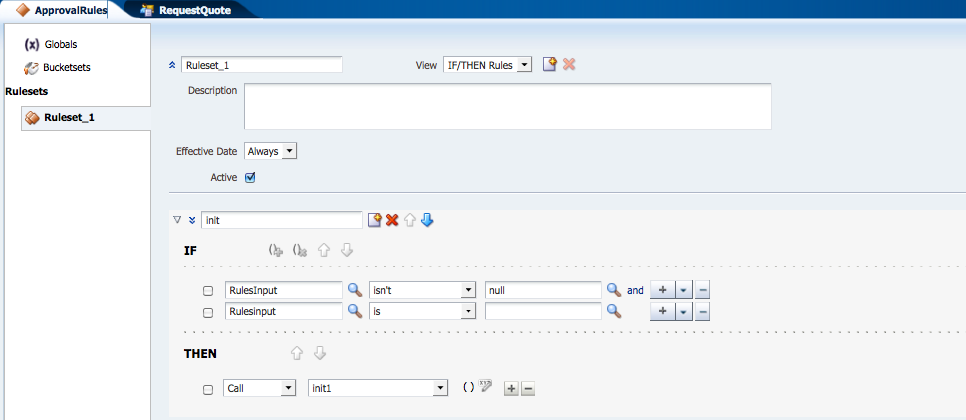 ApprovalRules RequestQuote
(x) Globals
Bucketsets
Rulesets
Ruleset_1
Ruleset_1 View IF/THEN Rules
Description
Effective Date Always
Active
init
IF
RulesInput isn't null and
Rulesinput is
THEN
Call init1 ()